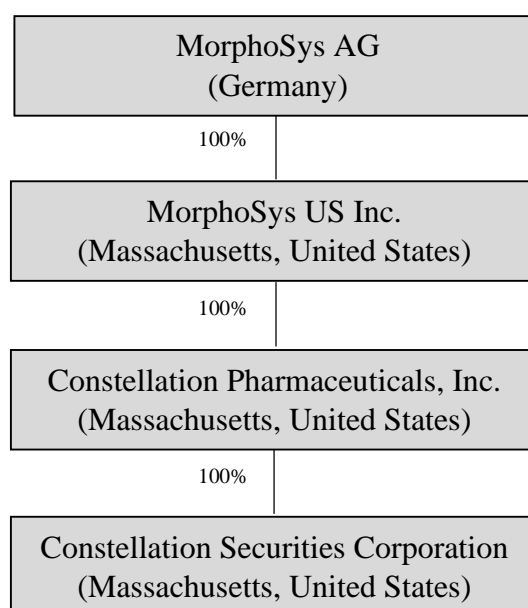 MorphoSys AG
(Germany)
100%
MorphoSys US Inc.
(Massachusetts, United States)
100%
Constellation Pharmaceuticals, Inc.
(Massachusetts, United States)
100%
Constellation Securities Corporation
(Massachusetts, United States)